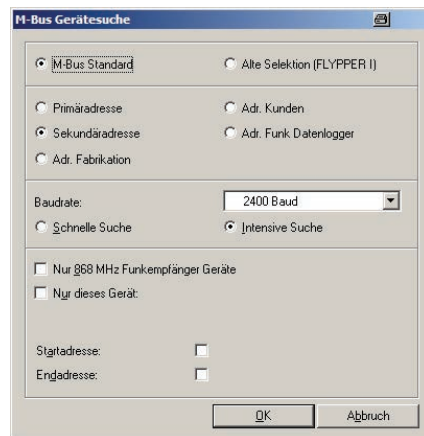 M-Bus Gerätesuche
M-Bus Standard Alte Selektion (FLYPPER I)
Primäradresse Adr. Kunden
Sekundäradresse Adr. Funk Datenlogger
Adr. Fabrikation
Baudrate: 2400 Baud
Schnelle Suche Intensive Suche
Nur 868 MHz Funkempfänger Geräte
Nur dieses Gerät:
Startadresse:
Endadresse:
OK Abbruch